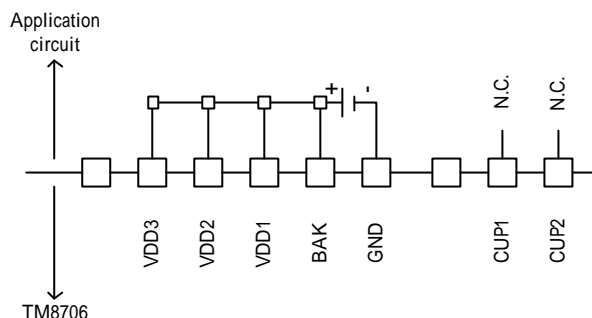 Application
circuit
+ -
N.C.
N.C.
VDD3
VDD2
VDD1
BAK
GND
CUP1
CUP2
TM8706